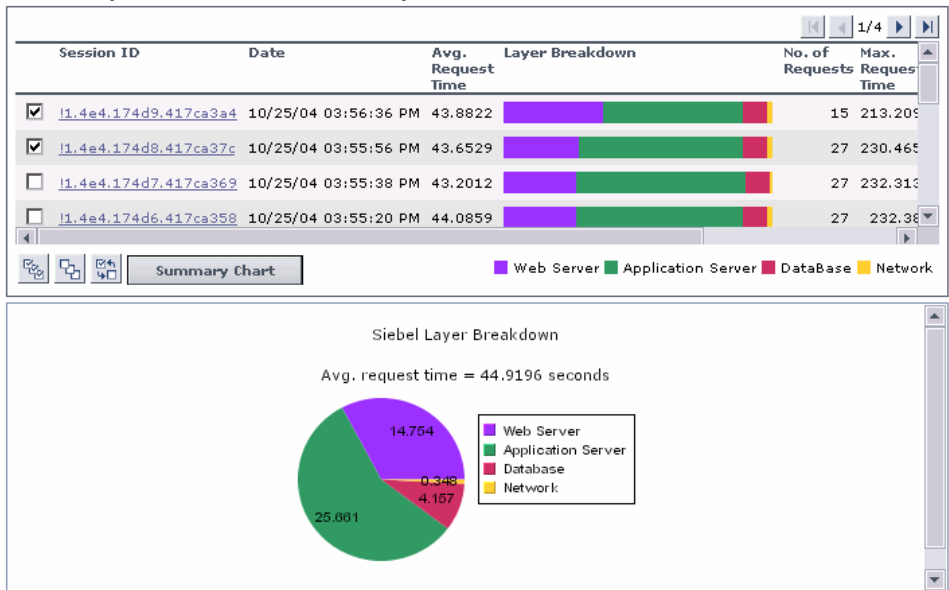 1/4
Session ID Date Avg. Request Time Layer Breakdown No. of Requests Max. Request Time
!1.4e4.174d9.417ca3a4 10/25/04 03:56:36 PM 43.8822 15 213.209
!1.4e4.174d8.417ca37c 10/25/04 03:55:56 PM 43.6529 27 230.465
!1.4e4.174d7.417ca369 10/25/04 03:55:38 PM 43.2012 27 232.313
!1.4e4.174d6.417ca358 10/25/04 03:55:20 PM 44.0859 27 232.38
Summary Chart
Web Server Application Server DataBase Network
Siebel Layer Breakdown
Avg. request time = 44.9196 seconds
14.754
0.348
4.157
25.661
Web Server
Application Server
Database
Network